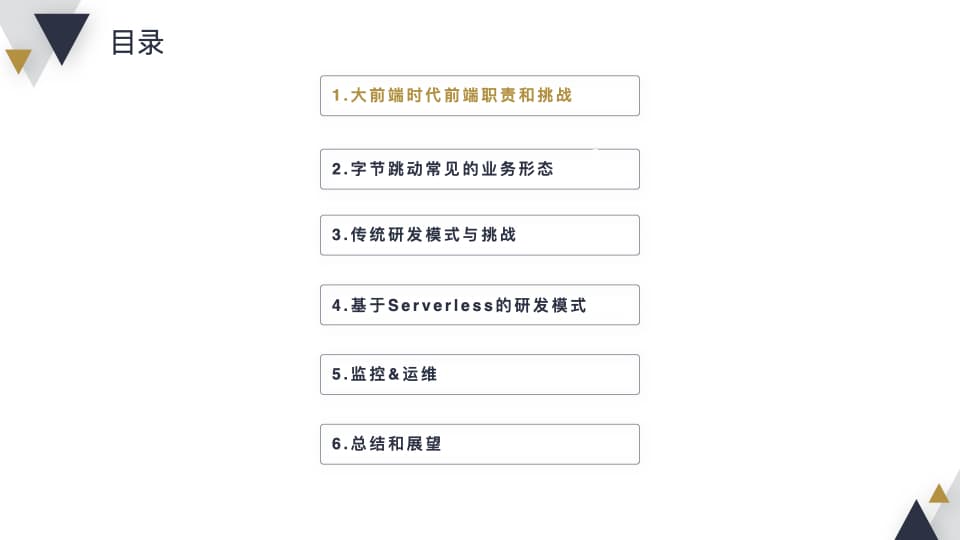 目录
1.大前端时代前端职责和挑战
2.字节跳动常见的业务形态
3.传统研发模式与挑战
4.基于Serverless的研发模式
5.监控&运维
6.总结和展望